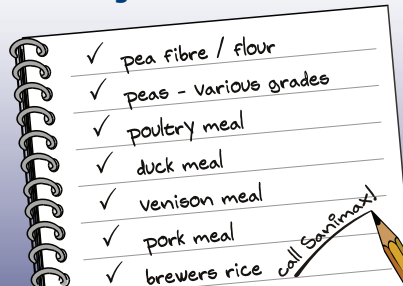 ✓ pea fibre / flour
✓ peas - various grades
✓ poultry meal
✓ duck meal
✓ venison meal
✓ pork meal
✓ brewers rice
call Sanimax!